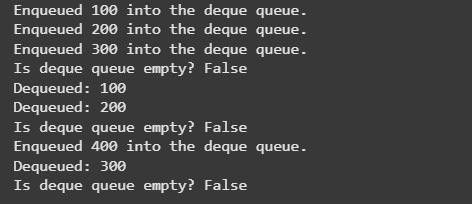 Enqueued 100 into the deque queue.
Enqueued 200 into the deque queue.
Enqueued 300 into the deque queue.
Is deque queue empty? False
Dequeued: 100
Dequeued: 200
Is deque queue empty? False
Enqueued 400 into the deque queue.
Dequeued: 300
Is deque queue empty? False